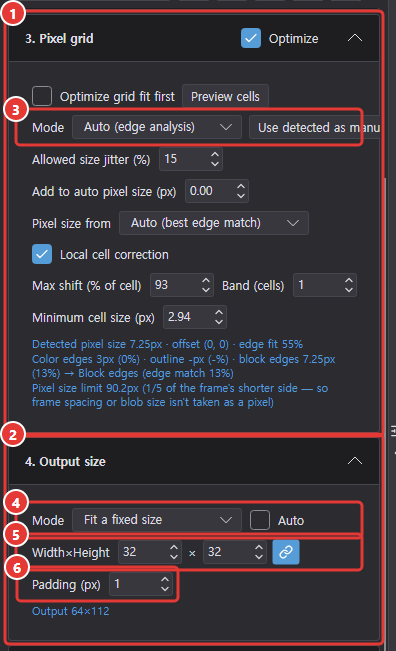 1
3. Pixel grid Optimize
Optimize grid fit first Preview cells
3
Mode Auto (edge analysis) Use detected as manu
Allowed size jitter (%) 15
Add to auto pixel size (px) 0.00
Pixel size from Auto (best edge match)
Local cell correction
Max shift (% of cell) 93 Band (cells) 1
Minimum cell size (px) 2.94
Detected pixel size 7.25px · offset (0, 0) · edge fit 55%
Color edges 3px (0%) · outline -px (-%) · block edges 7.25px
(13%) → Block edges (edge match 13%)
Pixel size limit 90.2px (1/5 of the frame's shorter side — so
frame spacing or blob size isn't taken as a pixel)
2
4. Output size
4
Mode Fit a fixed size Auto
5
Width×Height 32 × 32
6
Padding (px) 1
Output 64×112